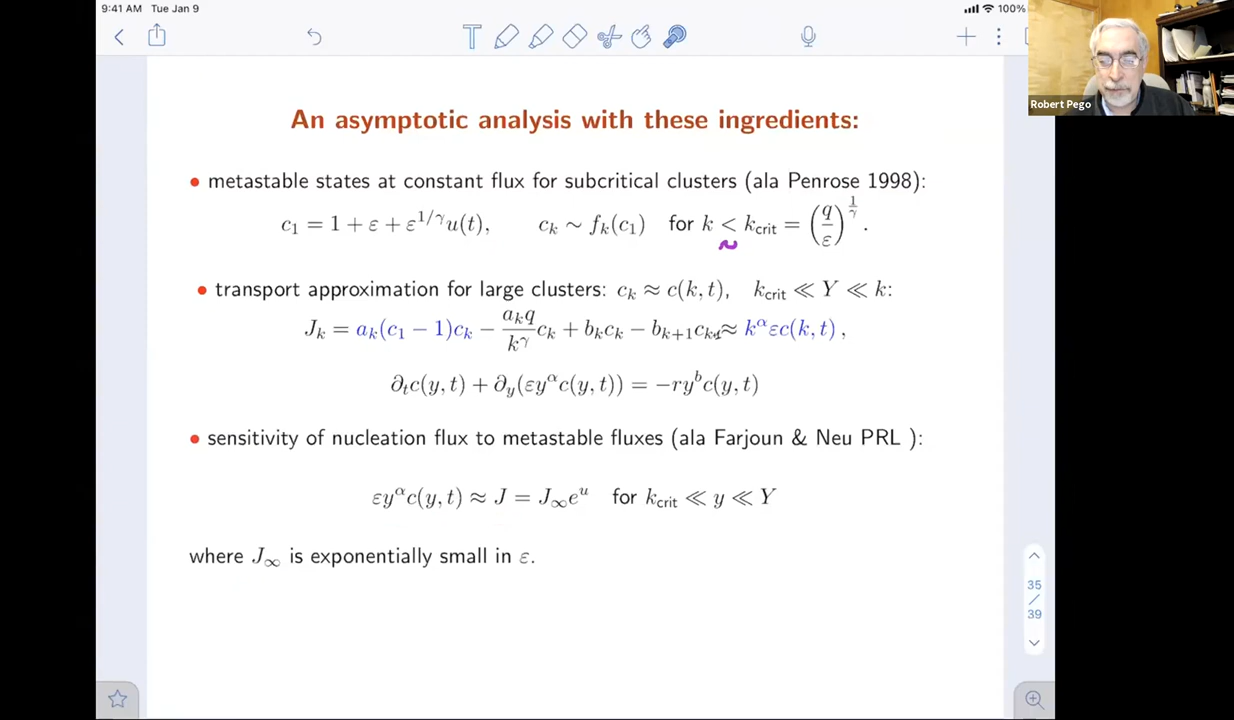 9:41 AM Tue Jan 9
100%
Robert Pego
An asymptotic analysis with these ingredients:
• metastable states at constant flux for subcritical clusters (ala Penrose 1998):
c₁ = 1 + ε + ε^{1/γ}u(t), c_k ∼ f_k(c₁) for k < k_crit = (q/ε)^{1/γ}.
• transport approximation for large clusters: c_k ≈ c(k, t), k_crit ≪ Y ≪ k:
J_k = a_k(c₁ − 1)c_k − (a_k q/k^γ)c_k + b_k c_k − b_{k+1}c_{k+1} ≈ k^α εc(k, t),
∂_t c(y, t) + ∂_y(εy^α c(y, t)) = −ry^b c(y, t)
• sensitivity of nucleation flux to metastable fluxes (ala Farjoun & Neu PRL ):
εy^α c(y, t) ≈ J = J_∞e^u for k_crit ≪ y ≪ Y
where J_∞ is exponentially small in ε.
35
/
39